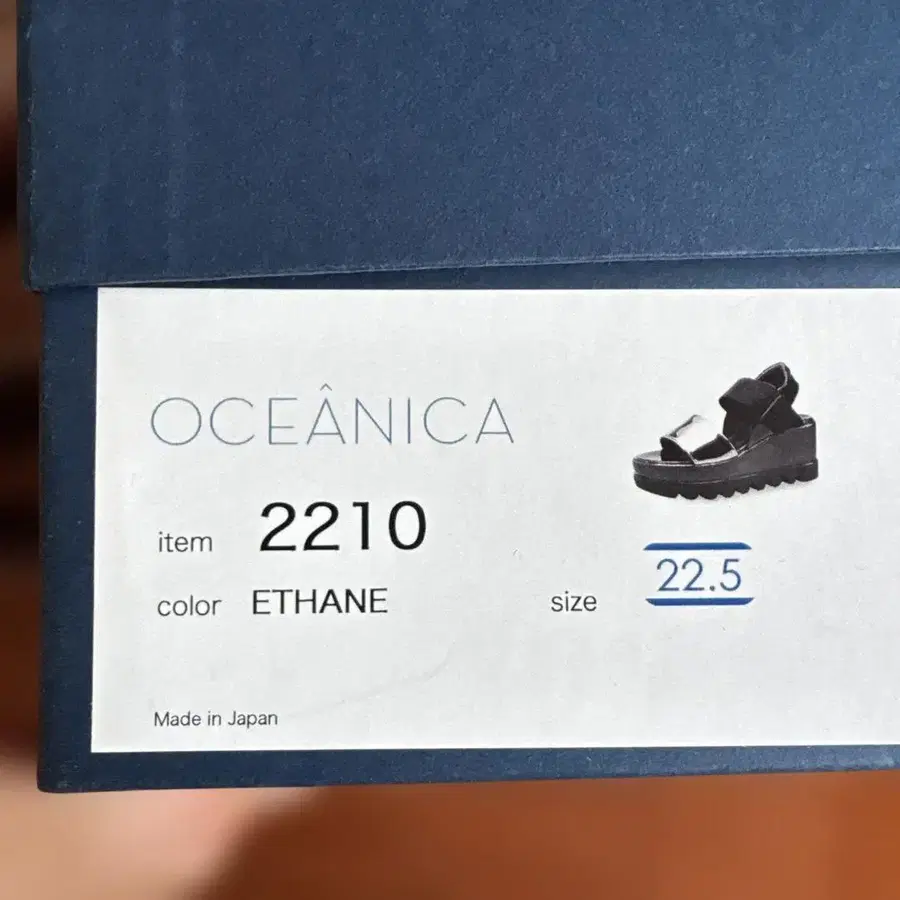 OCEÂNICA
item 2210
color ETHANE
size 22.5
Made in Japan